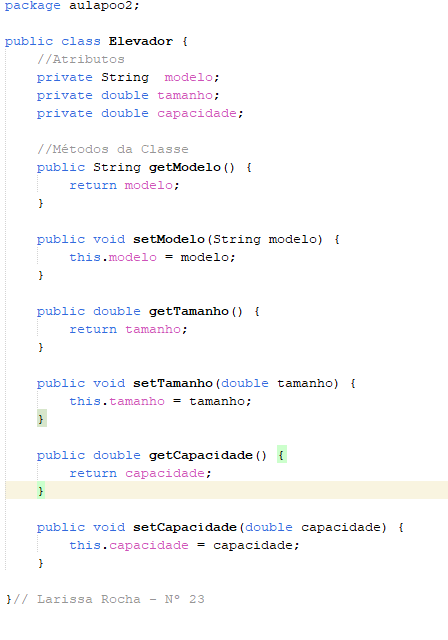 package aulapoo2;
public class Elevador {
//Atributos
private String  modelo;
private double tamanho;
private double capacidade;
//Métodos da Classe
public String getModelo() {
return modelo;
}
public void setModelo(String modelo) {
this.modelo = modelo;
}
public double getTamanho() {
return tamanho;
}
public void setTamanho(double tamanho) {
this.tamanho = tamanho;
}
public double getCapacidade() {
return capacidade;
}
public void setCapacidade(double capacidade) {
this.capacidade = capacidade;
}
}// Larissa Rocha - Nº 23